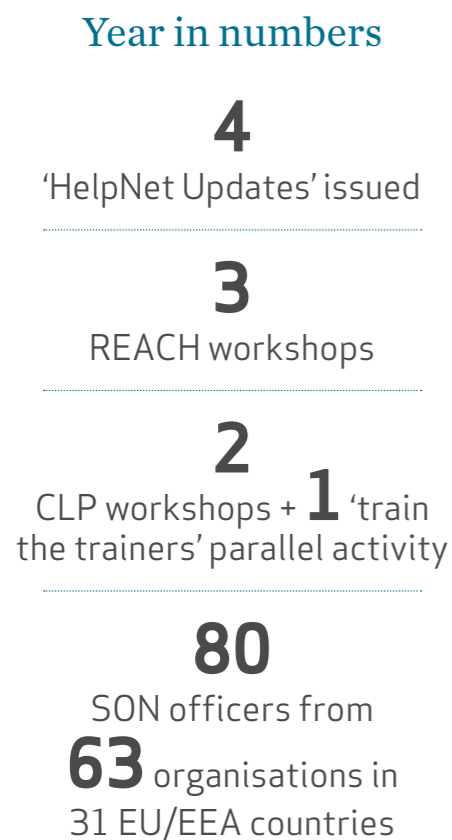 Year in numbers
4
‘HelpNet Updates’ issued
3
REACH workshops
2
CLP workshops + 1 ‘train
the trainers’ parallel activity
80
SON officers from
63 organisations in
31 EU/EEA countries